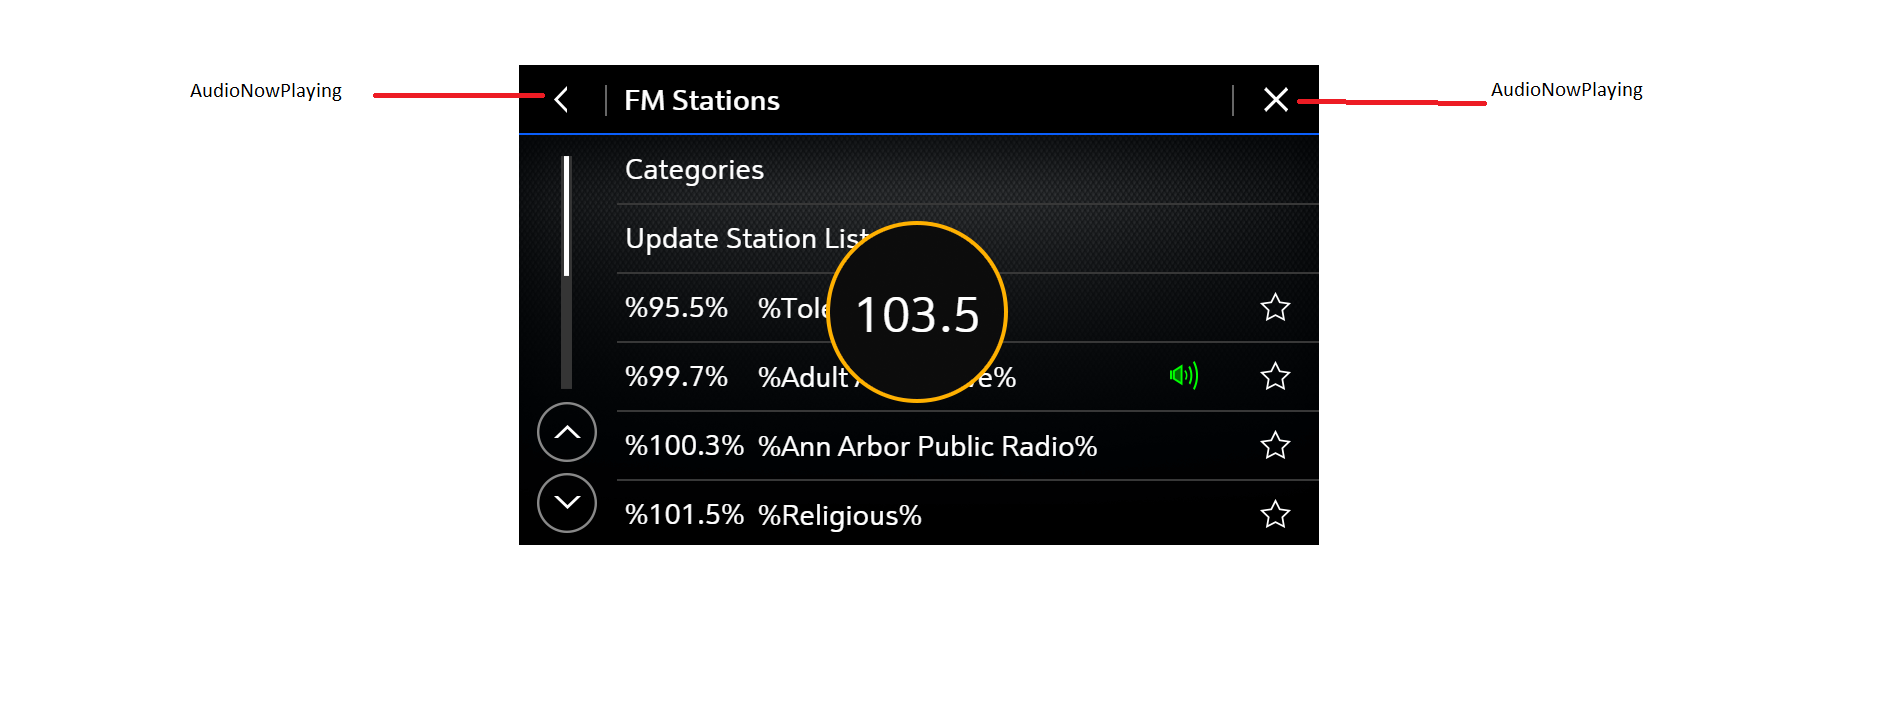 AudioNowPlaying
FM Stations
AudioNowPlaying
Categories
Update Station List
%95.5%
103.5
%99.7% %Adult
%100.3% %Ann Arbor Public Radio%
%101.5% %Religious%